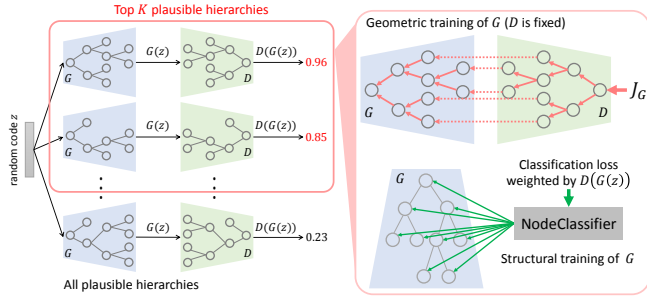 Top K plausible hierarchies
random code z
G
G(z)
D
D(G(z))
0.96
G
G(z)
D
D(G(z))
0.85
G
G(z)
D
D(G(z))
0.23
All plausible hierarchies
Geometric training of G (D is fixed)
G
D
J_G
G
Classification loss
weighted by D(G(z))
NodeClassifier
Structural training of G